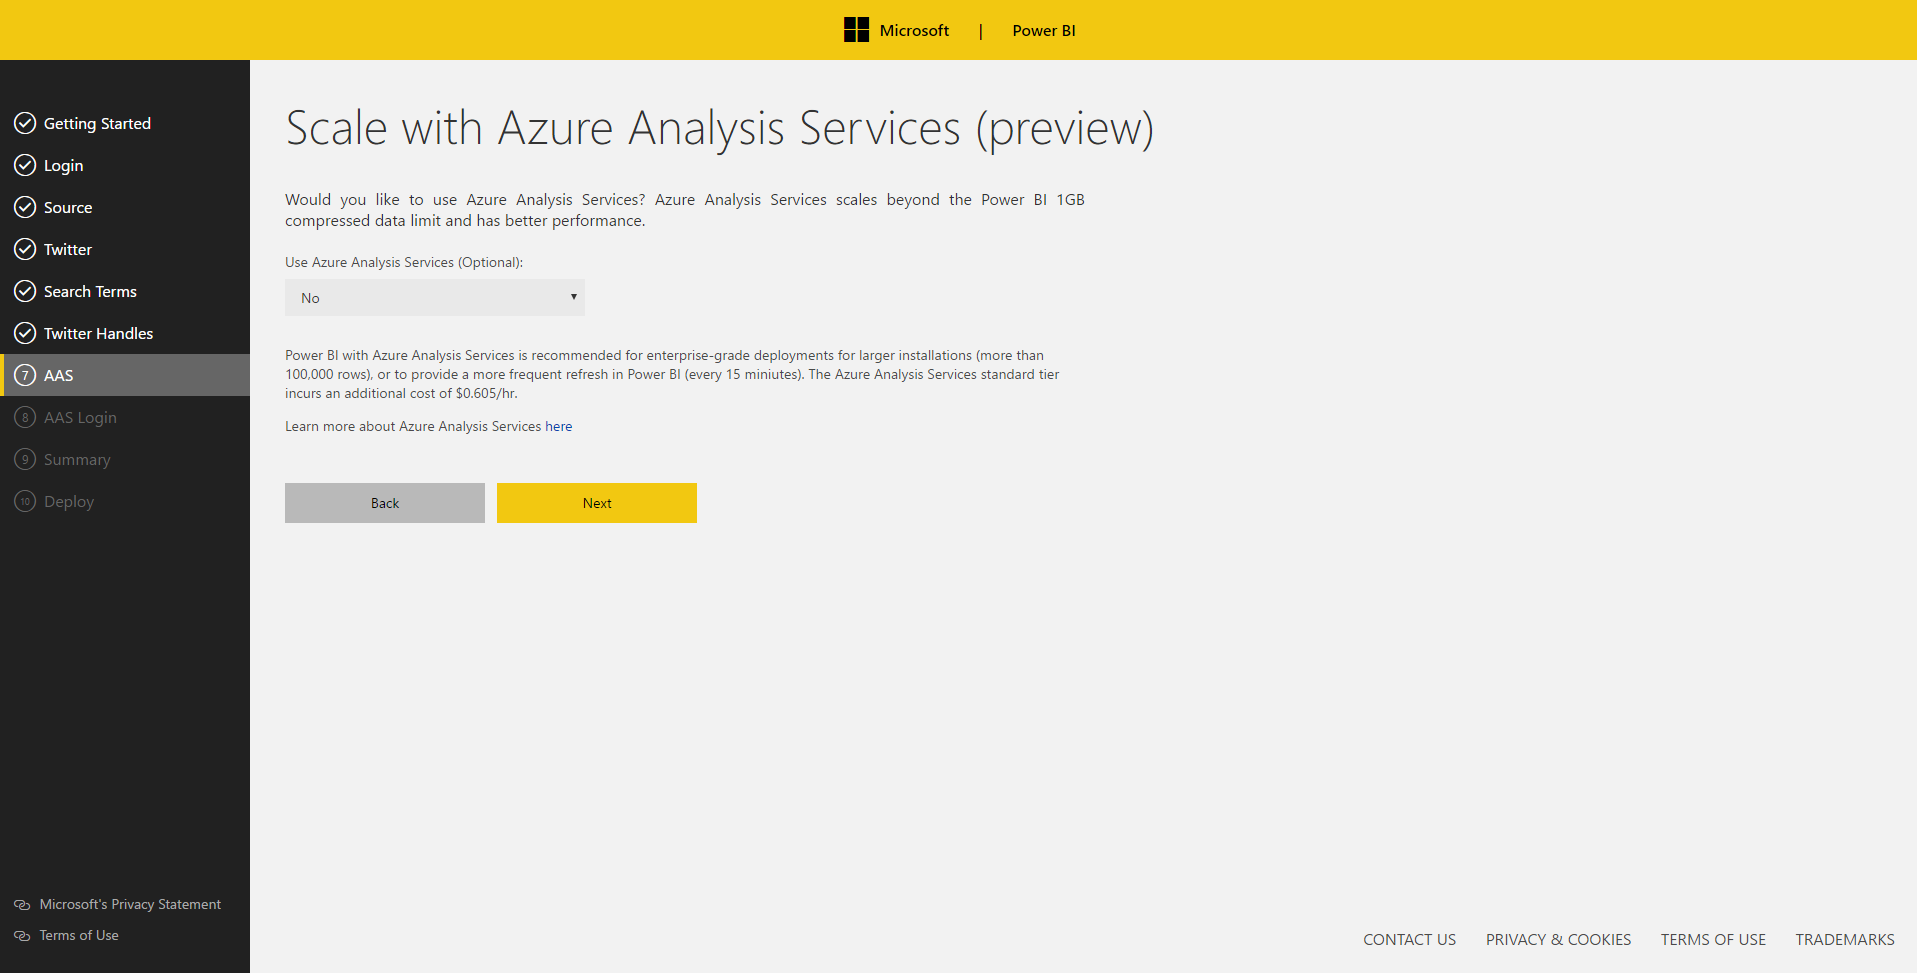 Microsoft | Power BI
Getting Started
Login
Source
Twitter
Search Terms
Twitter Handles
7 AAS
8 AAS Login
9 Summary
10 Deploy
Microsoft's Privacy Statement
Terms of Use
Scale with Azure Analysis Services (preview)
Would you like to use Azure Analysis Services? Azure Analysis Services scales beyond the Power BI 1GB
compressed data limit and has better performance.
Use Azure Analysis Services (Optional):
No
Power BI with Azure Analysis Services is recommended for enterprise-grade deployments for larger installations (more than
100,000 rows), or to provide a more frequent refresh in Power BI (every 15 miniutes). The Azure Analysis Services standard tier
incurs an additional cost of $0.605/hr.
Learn more about Azure Analysis Services here
Back
Next
CONTACT US PRIVACY & COOKIES TERMS OF USE TRADEMARKS